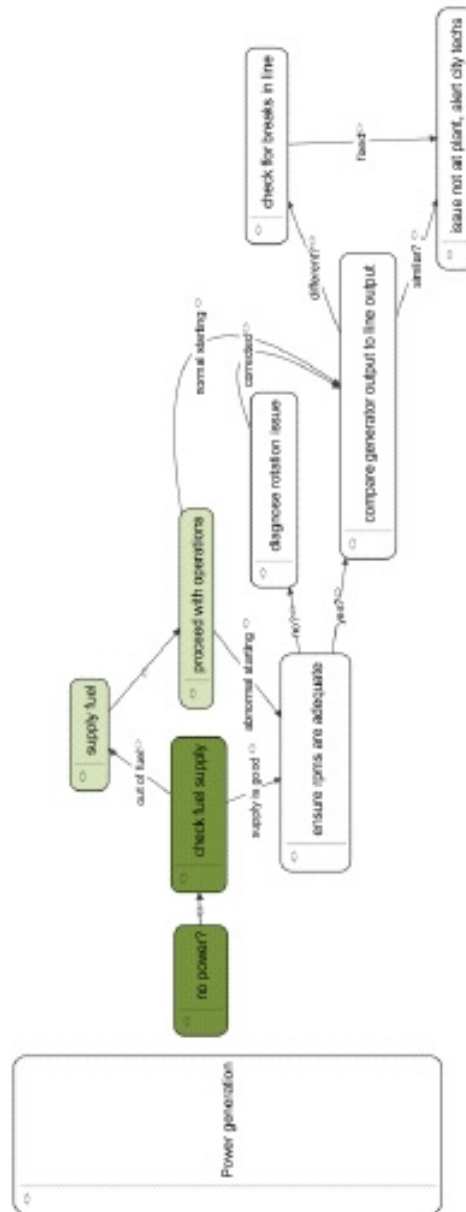 Power generation
no power?
check fuel supply
out of fuel?
supply fuel
supply is good
proceed with operations
normal starting
abnormal starting
ensure rpms are adequate
no?
yes?
diagnose rotation issue
corrected
compare generator output to line output
different?
similar?
check for breaks in line
fixed
issue not at plant, alert city techs